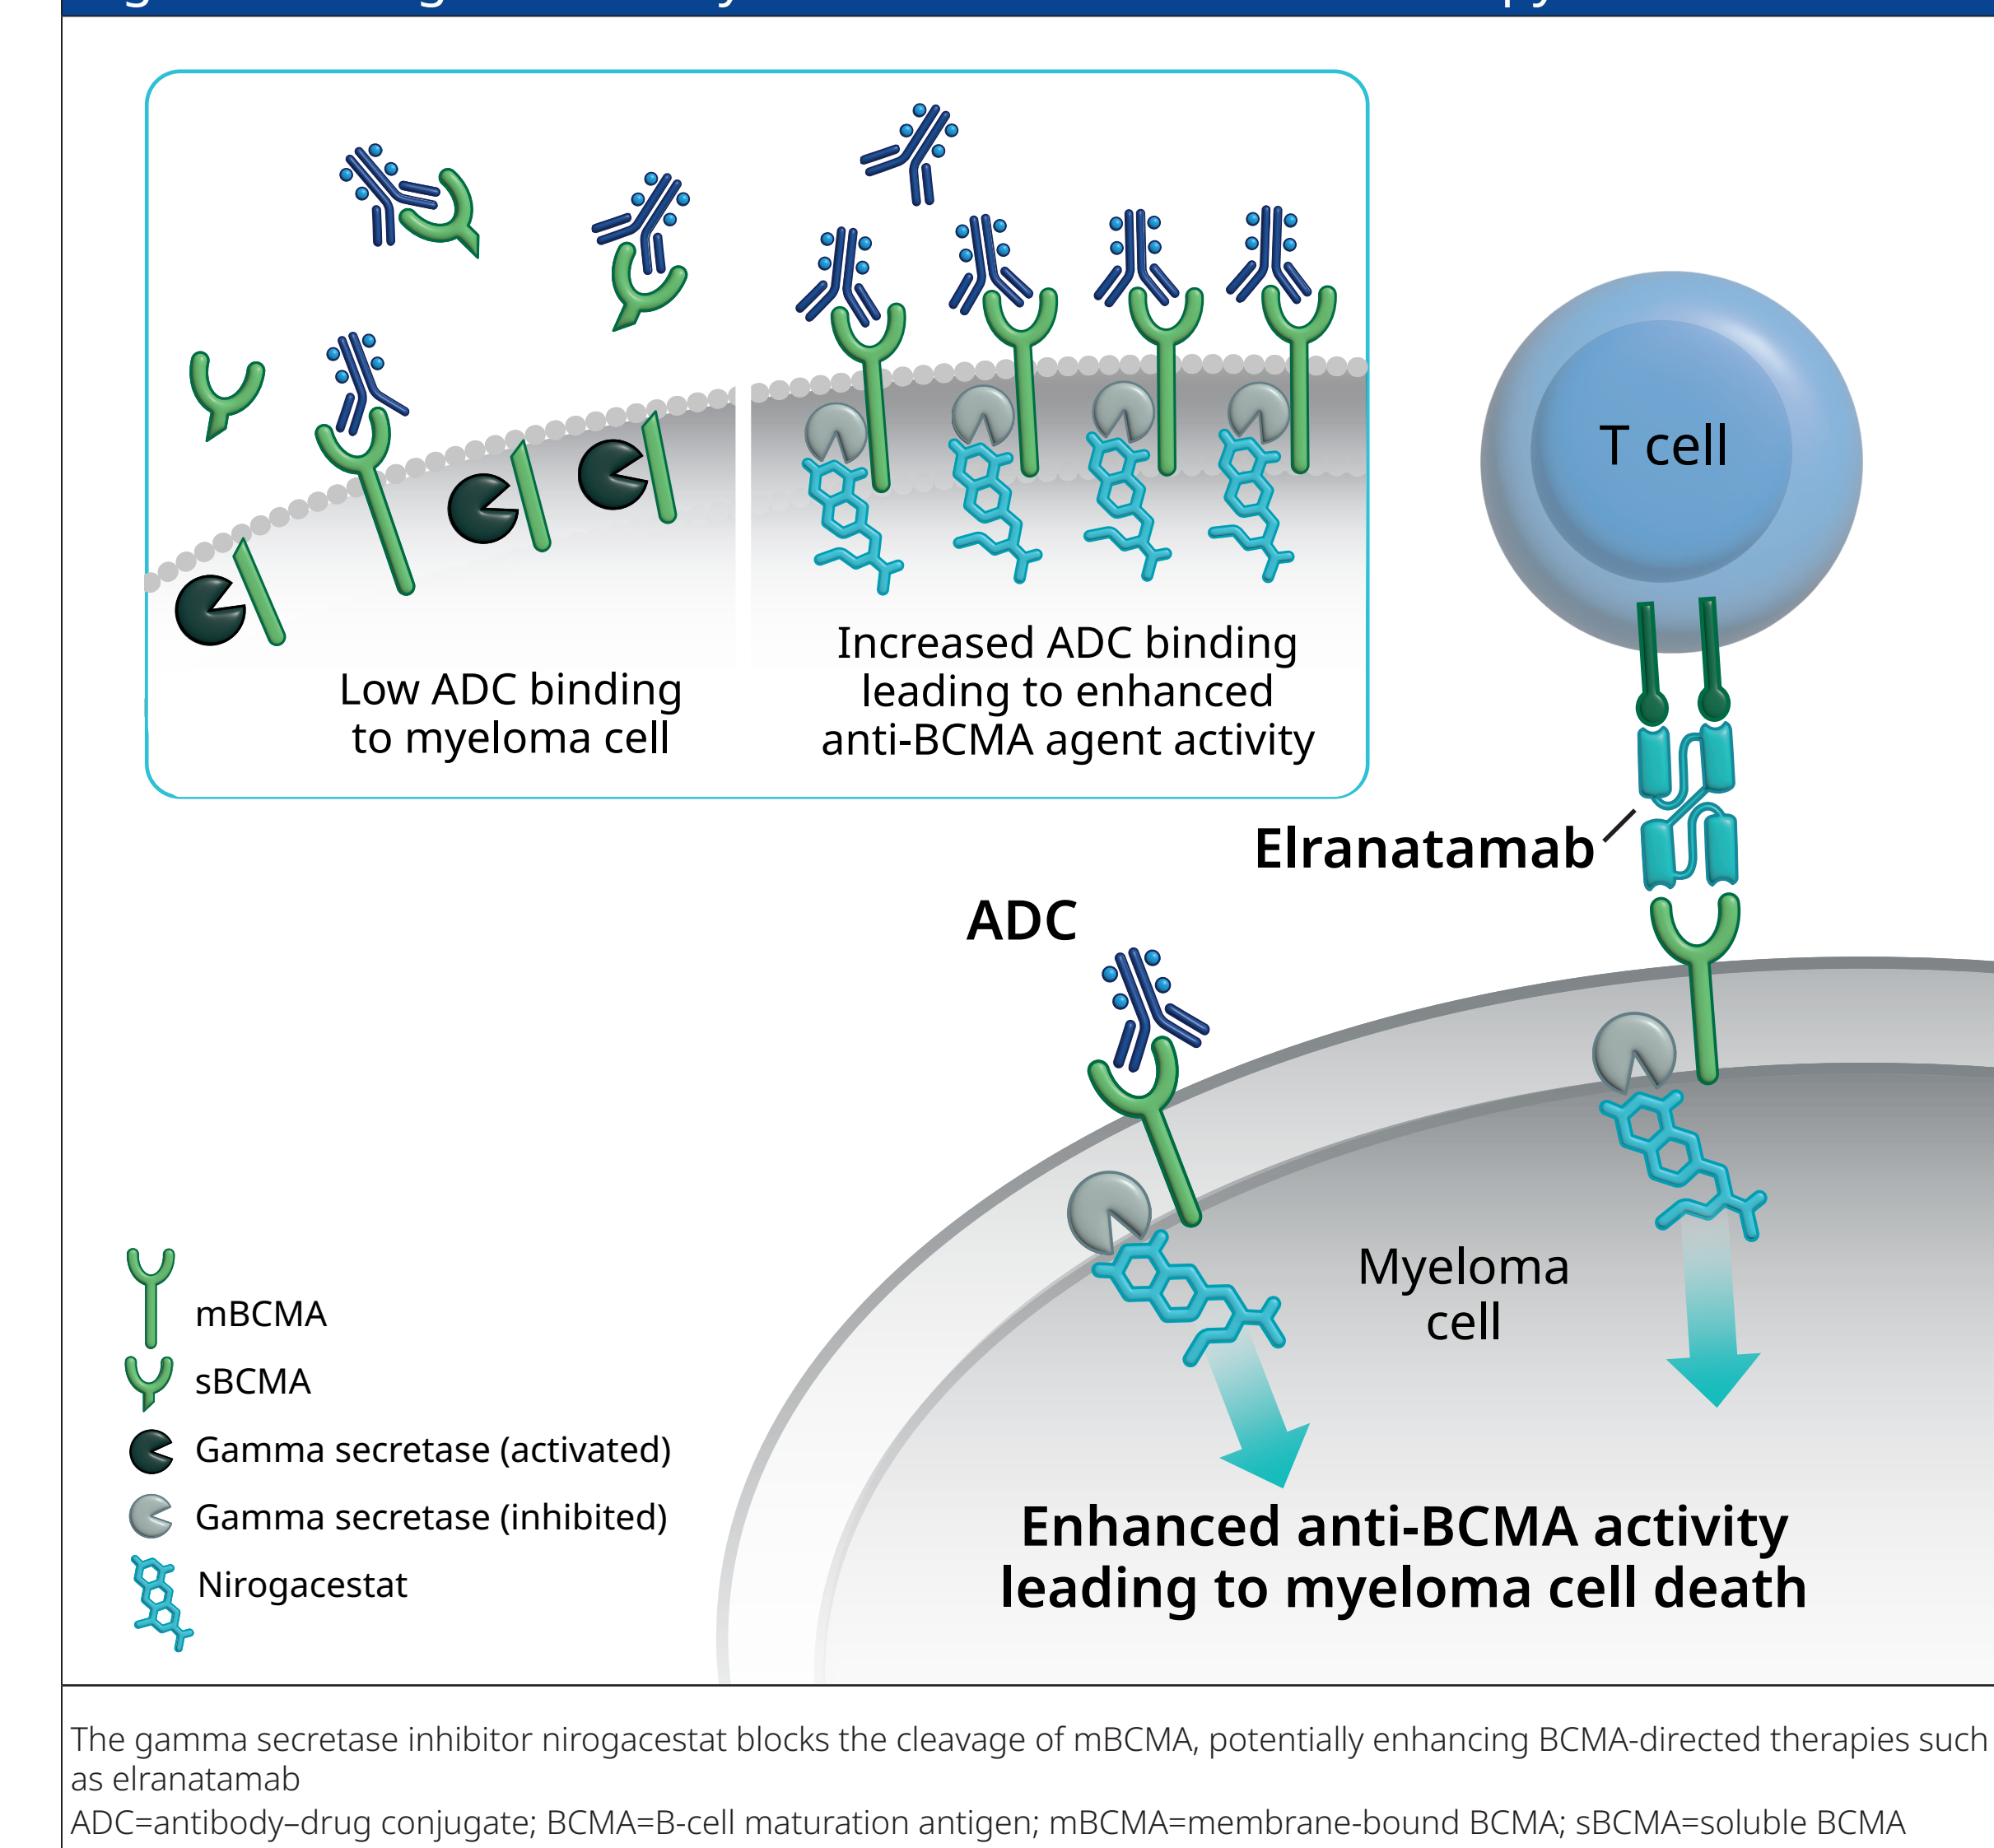 Low ADC binding
to myeloma cell
Increased ADC binding
leading to enhanced
anti-BCMA agent activity
T cell
Elranatamab
ADC
Myeloma
cell
mBCMA
sBCMA
Gamma secretase (activated)
Gamma secretase (inhibited)
Nirogacestat
Enhanced anti-BCMA activity
leading to myeloma cell death
The gamma secretase inhibitor nirogacestat blocks the cleavage of mBCMA, potentially enhancing BCMA-directed therapies such
as elranatamab
ADC=antibody–drug conjugate; BCMA=B-cell maturation antigen; mBCMA=membrane-bound BCMA; sBCMA=soluble BCMA